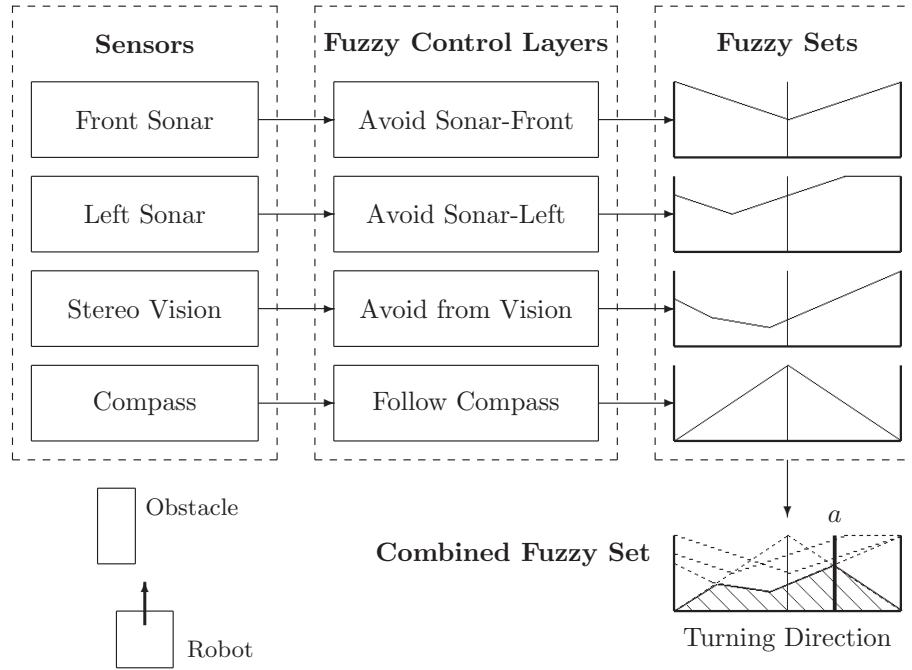 Sensors
Fuzzy Control Layers
Fuzzy Sets
Front Sonar
Avoid Sonar-Front
Left Sonar
Avoid Sonar-Left
Stereo Vision
Avoid from Vision
Compass
Follow Compass
Obstacle
a
Combined Fuzzy Set
Robot
Turning Direction